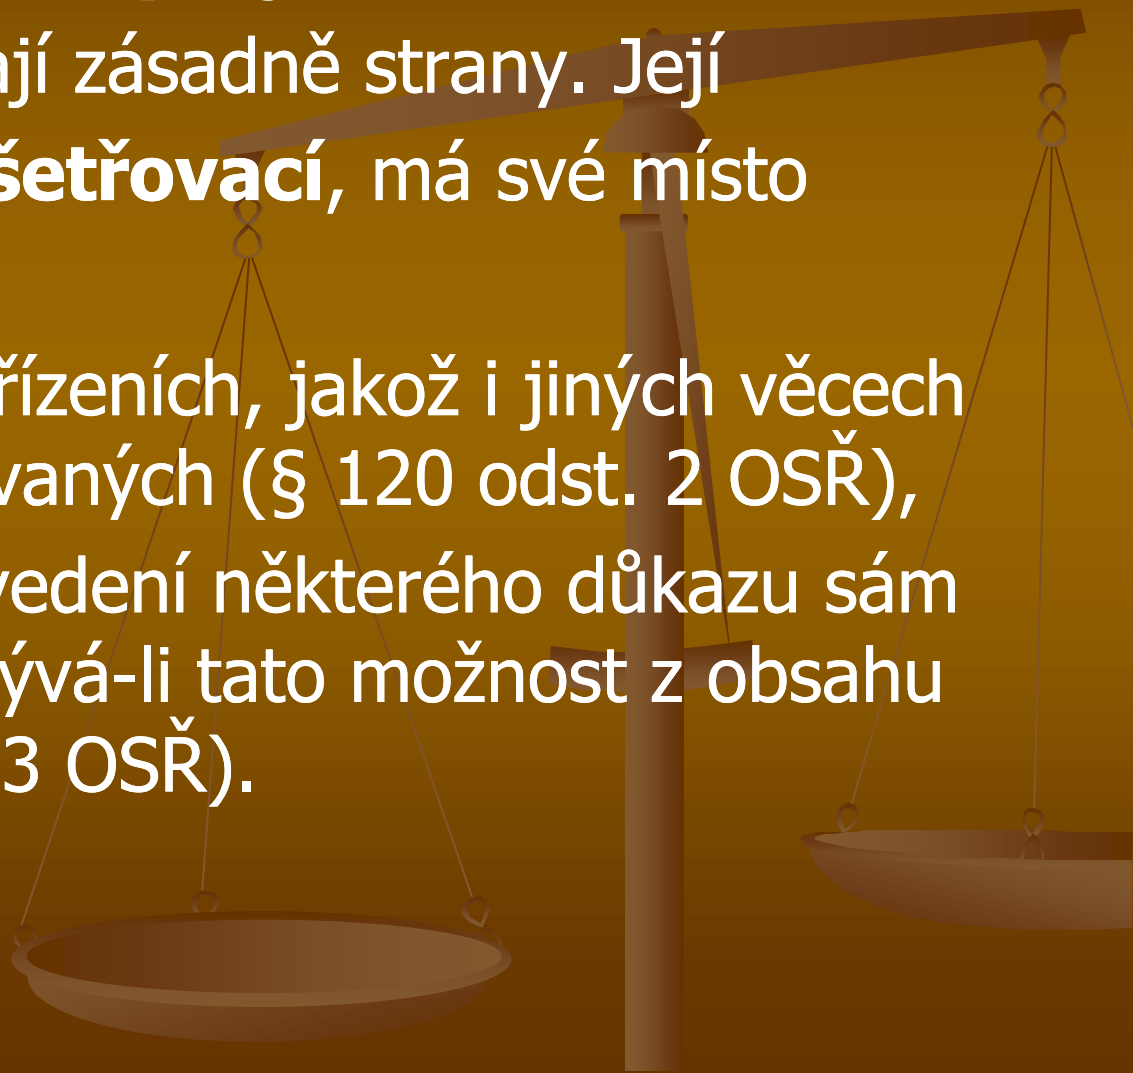 ají zásadně strany. Její
šetřovací, má své místo
řízeních, jakož i jiných věcech
vaných (§ 120 odst. 2 OSŘ),
vedení některého důkazu sám
ývá-li tato možnost z obsahu
3 OSŘ).